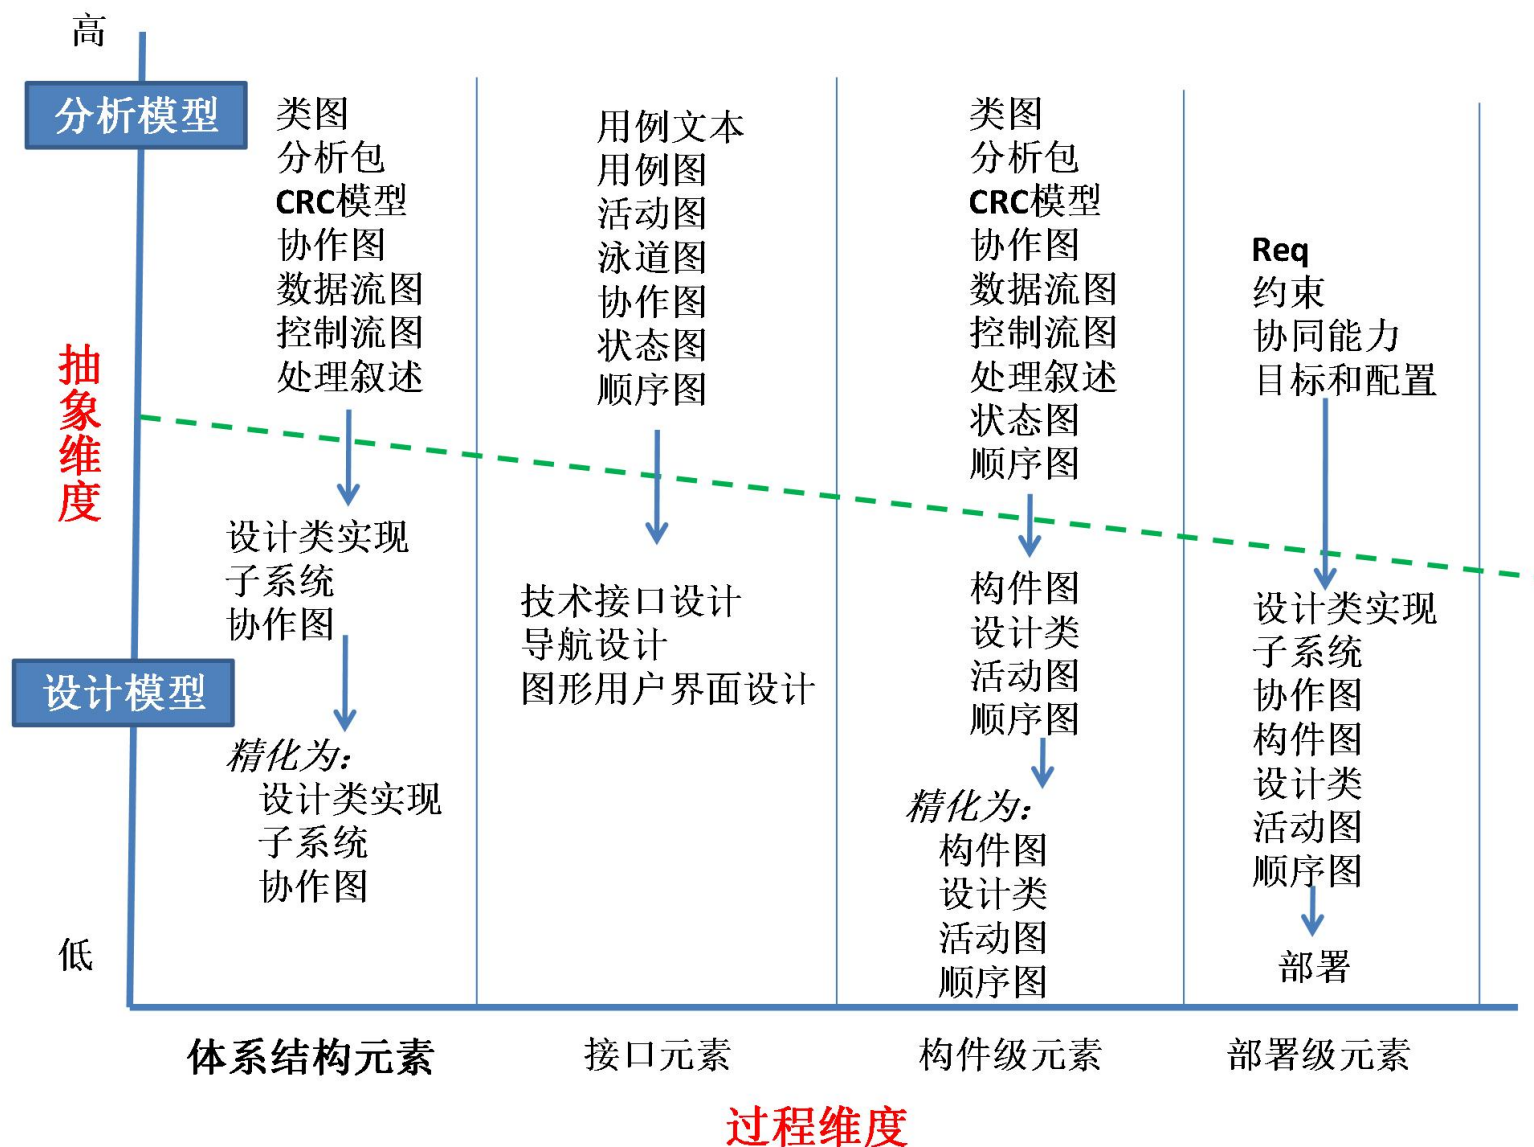 高
分析模型
抽象维度
设计模型
低
类图
分析包
CRC模型
协作图
数据流图
控制流图
处理叙述
设计类实现
子系统
协作图
精化为：
设计类实现
子系统
协作图
用例文本
用例图
活动图
泳道图
协作图
状态图
顺序图
技术接口设计
导航设计
图形用户界面设计
类图
分析包
CRC模型
协作图
数据流图
控制流图
处理叙述
状态图
顺序图
构件图
设计类
活动图
顺序图
精化为：
构件图
设计类
活动图
顺序图
Req
约束
协同能力
目标和配置
设计类实现
子系统
协作图
构件图
设计类
活动图
顺序图
部署
体系结构元素
接口元素
构件级元素
部署级元素
过程维度